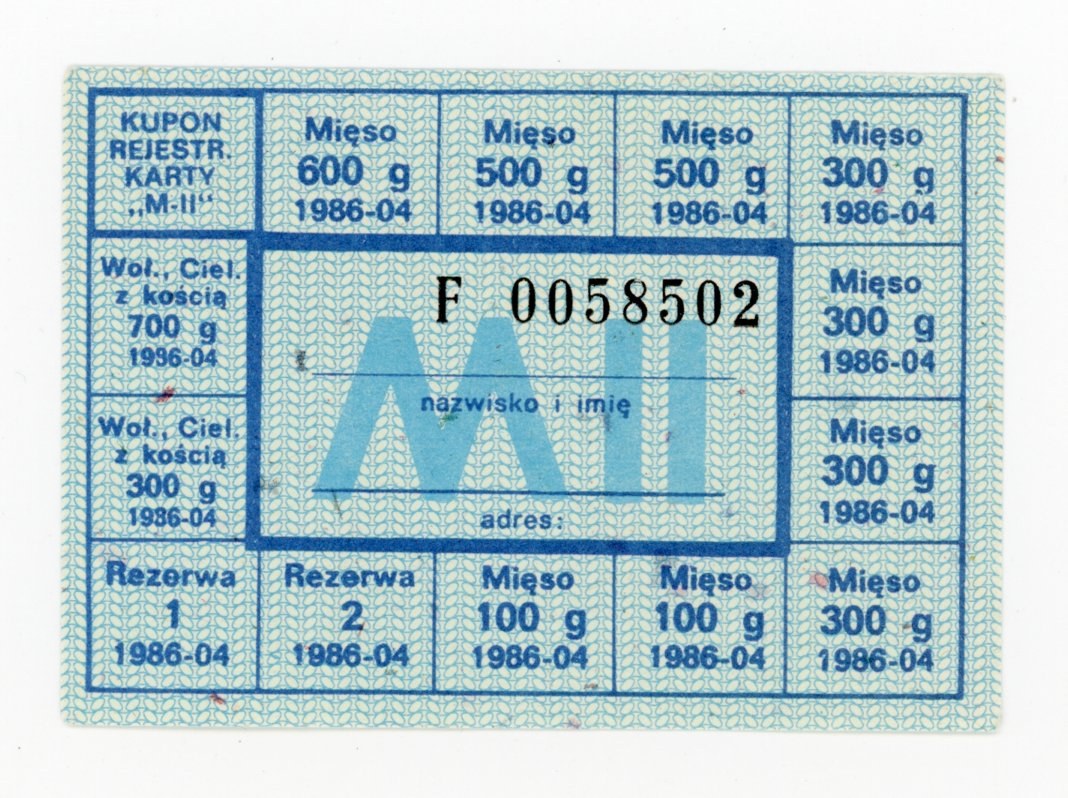 KUPON
REJESTR.
KARTY
„M-II“
Mięso
600 g
1986-04
Mięso
500 g
1986-04
Mięso
500 g
1986-04
Mięso
300 g
1986-04
Woł., Ciel.
z kością
700 g
1986-04
F 0058502
M II
nazwisko i imię
adres:
Mięso
300 g
1986-04
Woł., Ciel.
z kością
300 g
1986-04
Mięso
300 g
1986-04
Rezerwa
1
1986-04
Rezerwa
2
1986-04
Mięso
100 g
1986-04
Mięso
100 g
1986-04
Mięso
300 g
1986-04